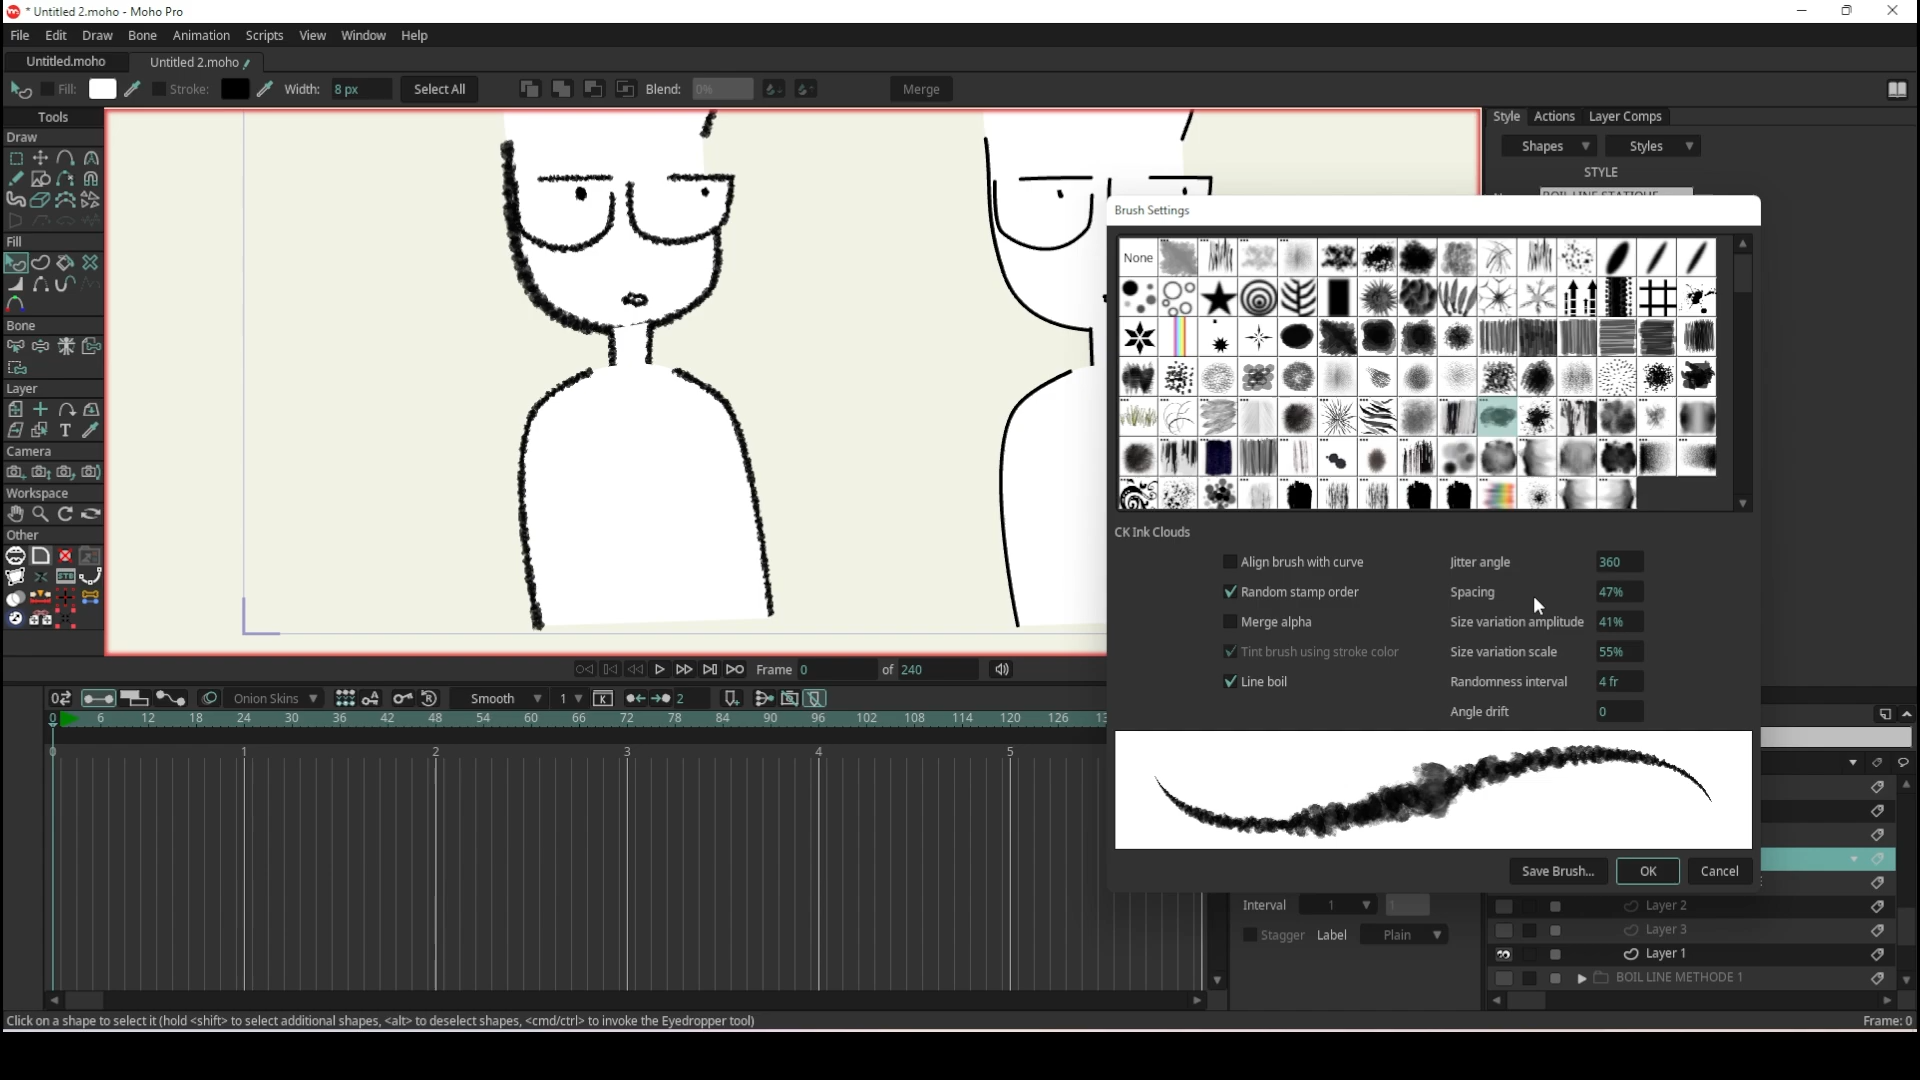 * Untitled 2.moho - Moho Pro
File Edit Draw Bone Animation Scripts View Window Help
Untitled.moho Untitled 2.moho
Fill: Stroke: Width: 8 px Select All Blend: 0% Merge
Tools
Draw
Fill
Bone
Layer
Camera
Workspace
Other
Style Actions Layer Comps
Shapes Styles
STYLE
BOIL LINE STATIQUE
Brush Settings
None
CK Ink Clouds
Align brush with curve Jitter angle 360
Random stamp order Spacing 47%
Merge alpha Size variation amplitude 41%
Tint brush using stroke color Size variation scale 55%
Line boil Randomness interval 4 fr
Angle drift 0
Save Brush... OK Cancel
Frame 0 of 240
Onion Skins Smooth 1 2
0 6 12 18 24 30 36 42 48 54 60 66 72 78 84 90 96 102 108 114 120 126 13
0 1 2 3 4 5
Interval 1 1
Stagger Label Plain
Layer 2
Layer 3
Layer 1
BOIL LINE METHODE 1
Click on a shape to select it (hold <shift> to select additional shapes, <alt> to deselect shapes, <cmd/ctrl> to invoke the Eyedropper tool)
Frame: 0